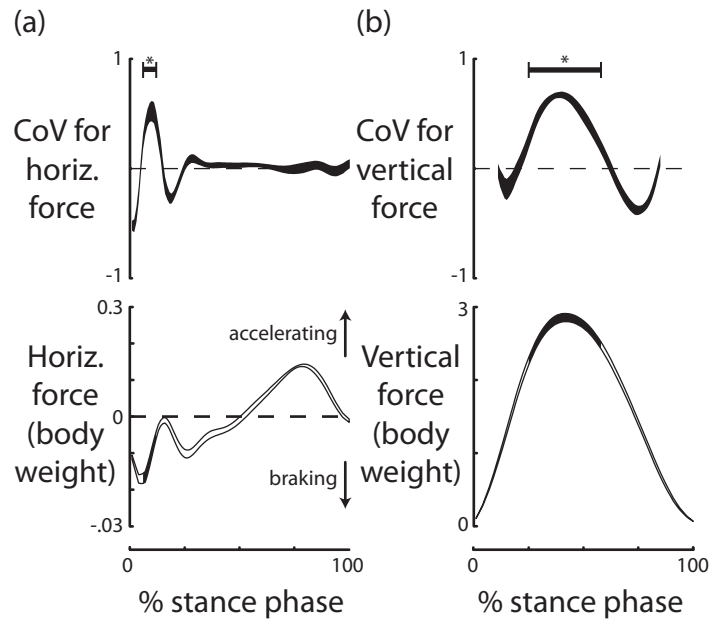 (a)
1
*
CoV for
horiz.
force
-1
0.3
accelerating
Horiz.
force
(body
weight)
0
braking
-.03
0
100
% stance phase
(b)
1
*
CoV for
vertical
force
-1
3
Vertical
force
(body
weight)
0
0
100
% stance phase